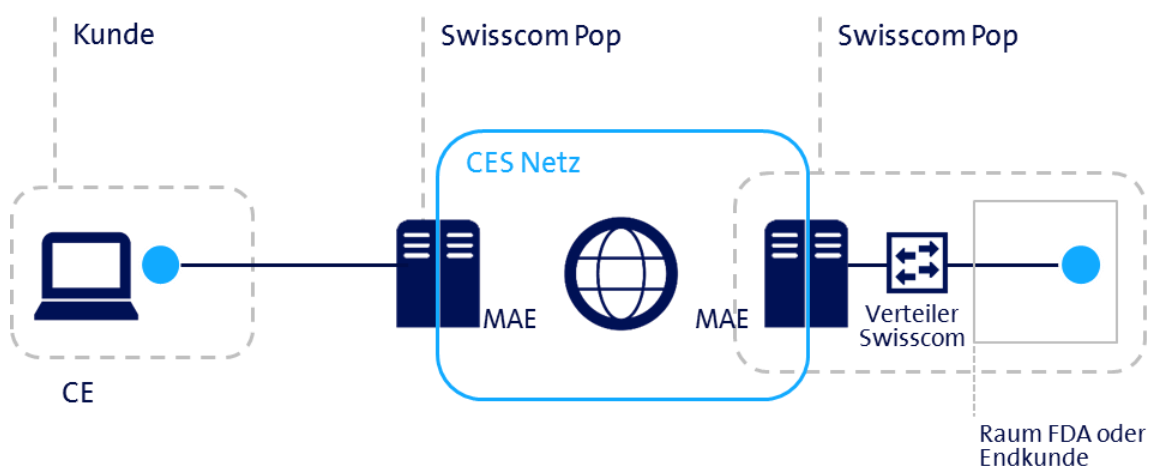 Kunde
Swisscom Pop
Swisscom Pop
CES Netz
MAE
MAE
Verteiler
Swisscom
CE
Raum FDA oder
Endkunde